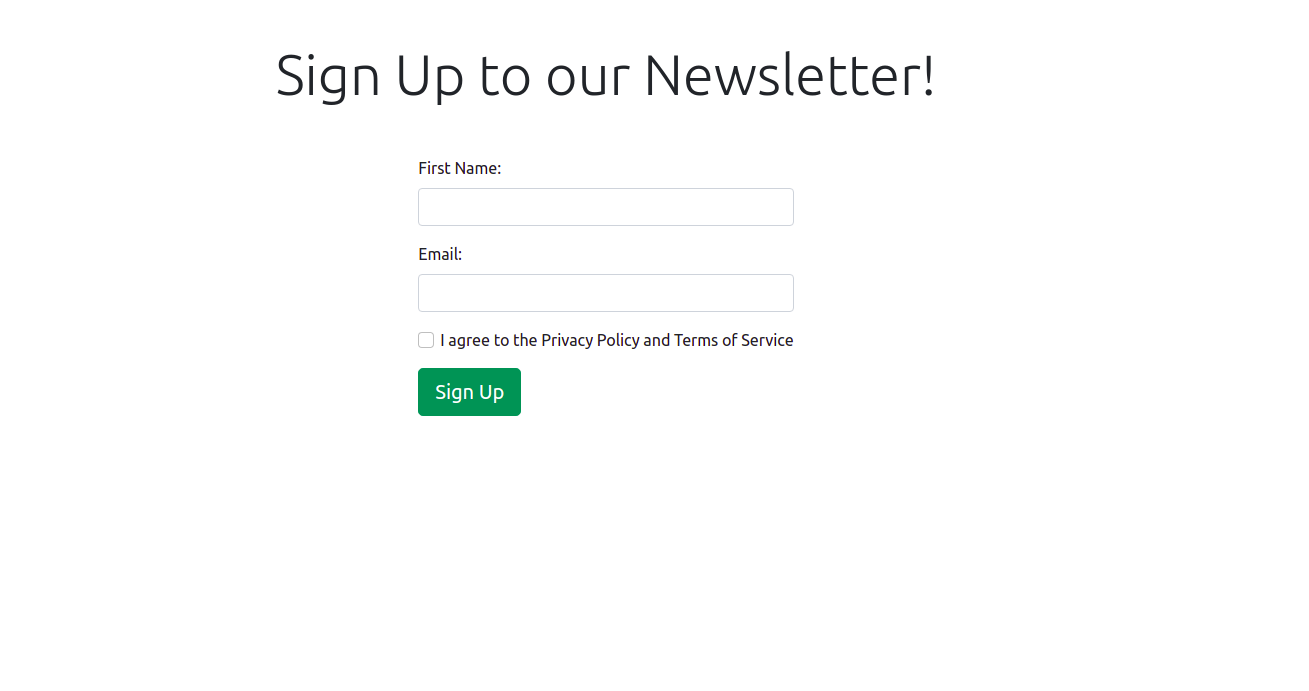 Sign Up to our Newsletter!
First Name:
Email:
I agree to the Privacy Policy and Terms of Service
Sign Up